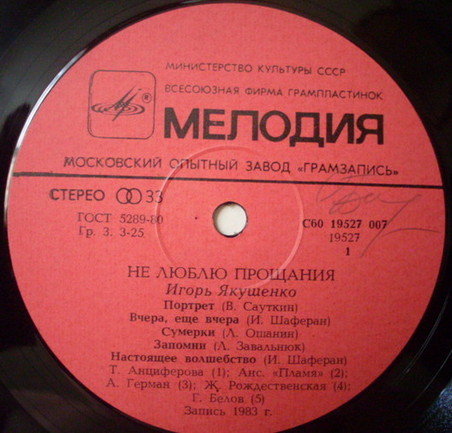 МИНИСТЕРСТВО КУЛЬТУРЫ СССР
ВСЕСОЮЗНАЯ ФИРМА ГРАМПЛАСТИНОК
МЕЛОДИЯ
МОСКОВСКИЙ ОПЫТНЫЙ ЗАВОД «ГРАМЗАПИСЬ»
СТЕРЕО 33
ГОСТ 5289-80
Гр. 3. 3-25
С60 19527 007
19527
1
НЕ ЛЮБЛЮ ПРОЩАНИЯ
Игорь Якушенко
Портрет (В. Сауткин)
Вчера, еще вчера (И. Шаферан)
Сумерки (Л. Ошанин)
Запомни (Л. Завальнюк)
Настоящее волшебство (И. Шаферан)
Т. Анциферова (1); Анс. «Пламя» (2);
А. Герман (3); Ж. Рождественская (4);
Г. Белов (5)
Запись 1983 г.